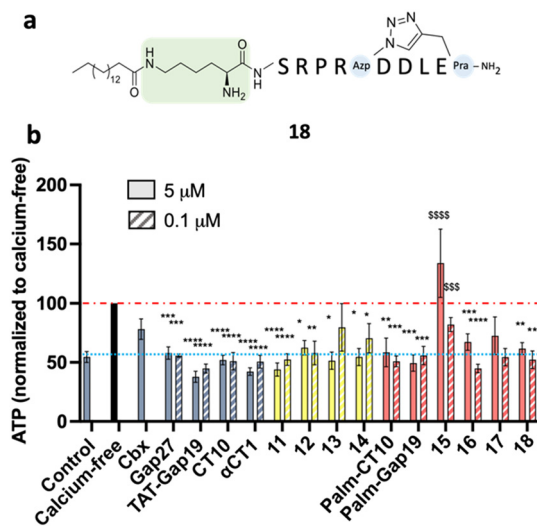 a
12
O
H
N
NH₂
O
N
H
S R P R Azp D D L E Pra -NH₂
N=N
N
18
b
5 µM
0.1 µM
ATP (normalized to calcium-free)
200
150
100
50
0
$$$$
$$$
***
***
****
****
****
****
****
****
****
****
*
**
*
*
*
**
***
***
***
****
**
**
Control
Calcium-free
Cbx
Gap27
TAT-Gap19
CT10
αCT1
11
12
13
14
Palm-CT10
Palm-Gap19
15
16
17
18